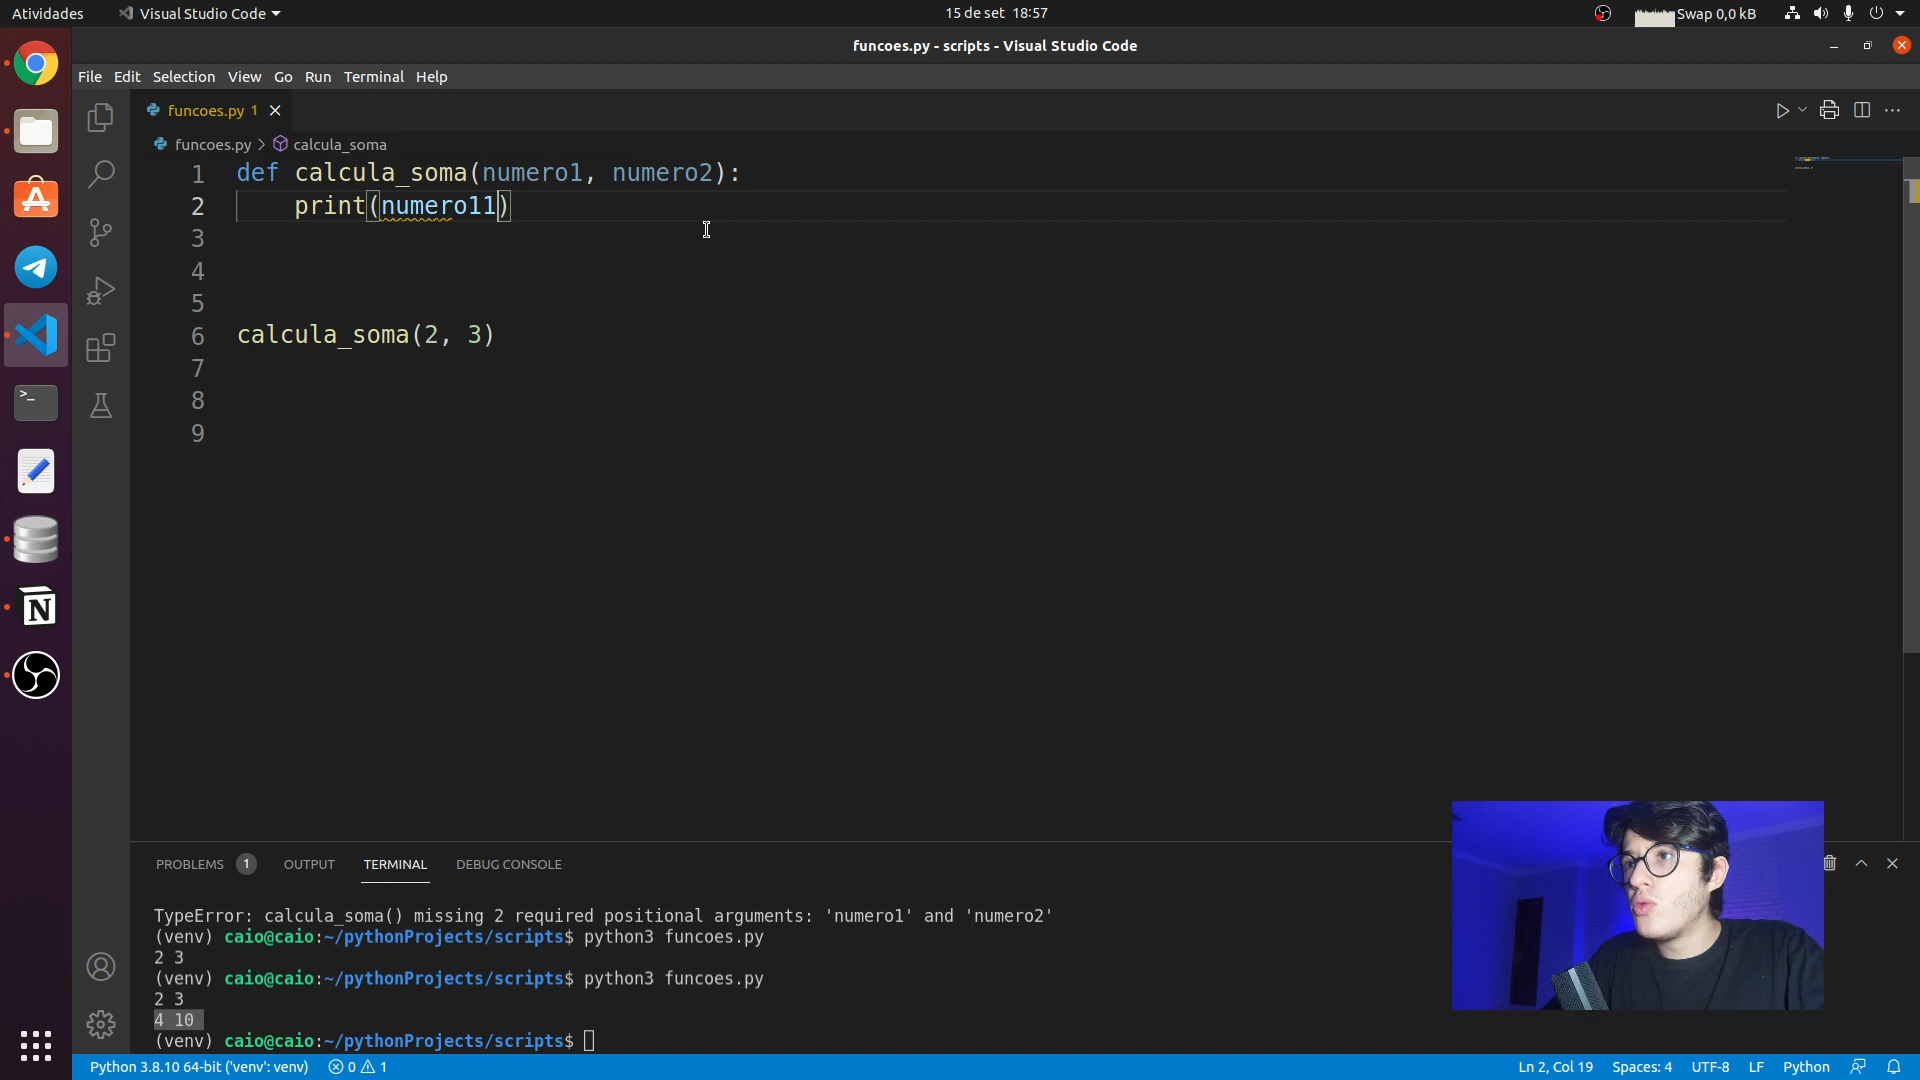 Atividades
Visual Studio Code
15 de set 18:57
Swap 0,0 kB
funcoes.py - scripts - Visual Studio Code
File Edit Selection View Go Run Terminal Help
funcoes.py 1
funcoes.py > calcula_soma
1 def calcula_soma(numero1, numero2):
2 print(numero11)
3
4
5
6 calcula_soma(2, 3)
7
8
9
PROBLEMS 1 OUTPUT TERMINAL DEBUG CONSOLE
TypeError: calcula_soma() missing 2 required positional arguments: 'numero1' and 'numero2'
(venv) caio@caio:~/pythonProjects/scripts$ python3 funcoes.py
2 3
(venv) caio@caio:~/pythonProjects/scripts$ python3 funcoes.py
2 3
4 10
(venv) caio@caio:~/pythonProjects/scripts$
Python 3.8.10 64-bit ('venv': venv) 0 1 Ln 2, Col 19 Spaces: 4 UTF-8 LF Python